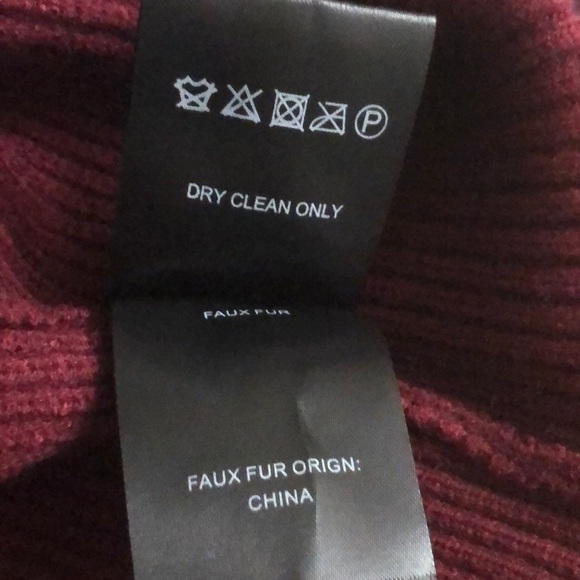 P
DRY CLEAN ONLY
FAUX FUR
FAUX FUR ORIGN:
CHINA